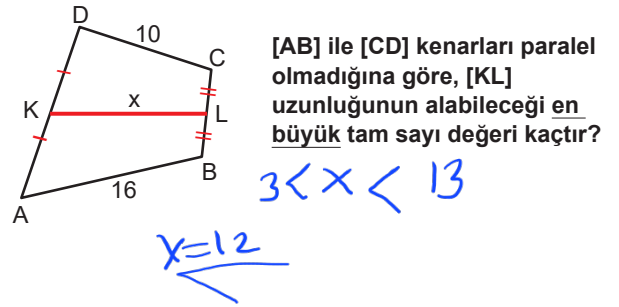 D
10
C
K
x
L
B
16
A
[AB] ile [CD] kenarları paralel
olmadığına göre, [KL]
uzunluğunun alabileceği en
büyük tam sayı değeri kaçtır?
3 < x < 13
x = 12